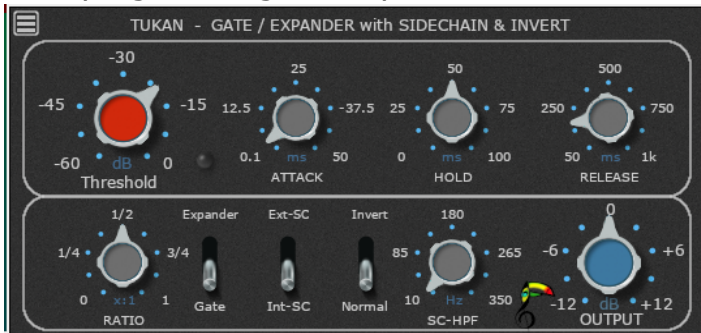 TUKAN - GATE / EXPANDER with SIDECHAIN & INVERT
-30
-45
-15
-60
dB
0
Threshold
25
12.5
-37.5
0.1
ms
50
ATTACK
50
25
75
0
ms
100
HOLD
500
250
750
50
ms
1k
RELEASE
1/2
1/4
3/4
0
x:1
1
RATIO
Expander
Gate
Ext-SC
Int-SC
Invert
Normal
180
85
265
10
Hz
350
SC-HPF
0
-6
+6
-12
dB
+12
OUTPUT